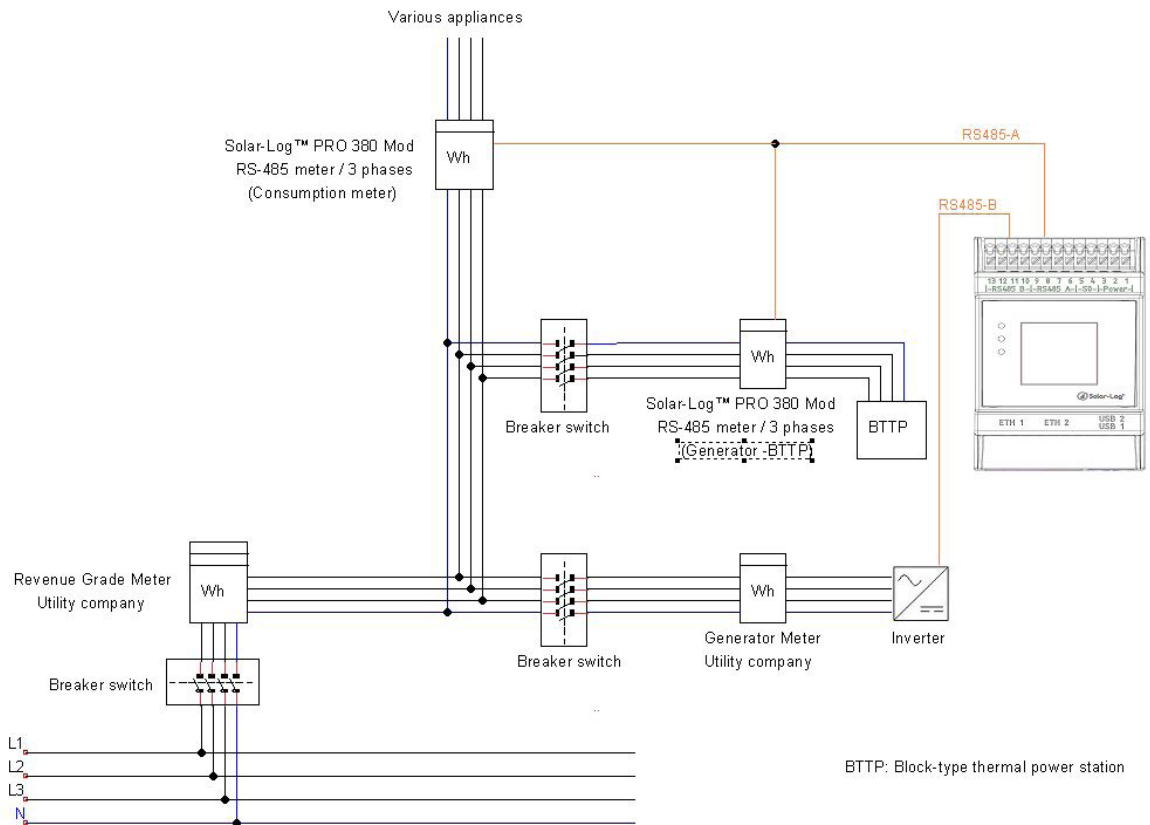 Various appliances
Solar-Log™ PRO 380 Mod
RS-485 meter / 3 phases
(Consumption meter)
Wh
RS485-A
RS485-B
13 12 11 10 9 8 7 6 5 4 3 2 1
|-RS485 B-|-RS485 A-|-S0-|-Power-|
Solar-Log®
ETH 1 ETH 2 USB 2
USB 1
Wh
Breaker switch
Solar-Log™ PRO 380 Mod
RS-485 meter / 3 phases
(Generator -BTTP)
BTTP
Revenue Grade Meter
Utility company
Wh
Wh
Breaker switch
Generator Meter
Utility company
Inverter
Breaker switch
L1
L2
L3
N
BTTP: Block-type thermal power station